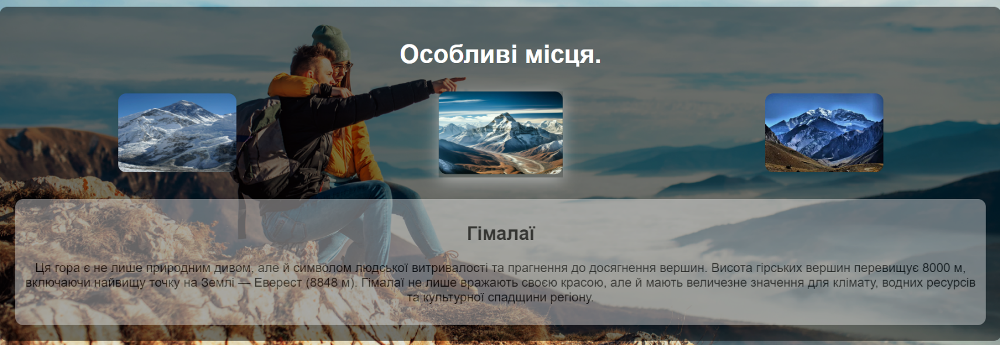 Особливі місця.
Гімалаї
Ця гора є не лише природним дивом, але й символом людської витривалості та прагнення до досягнення вершин. Висота гірських вершин перевищує 8000 м,
включаючи найвищу точку на Землі — Еверест (8848 м). Гімалаї не лише вражають своєю красою, але й мають величезне значення для клімату, водних ресурсів
та культурної спадщини регіону.